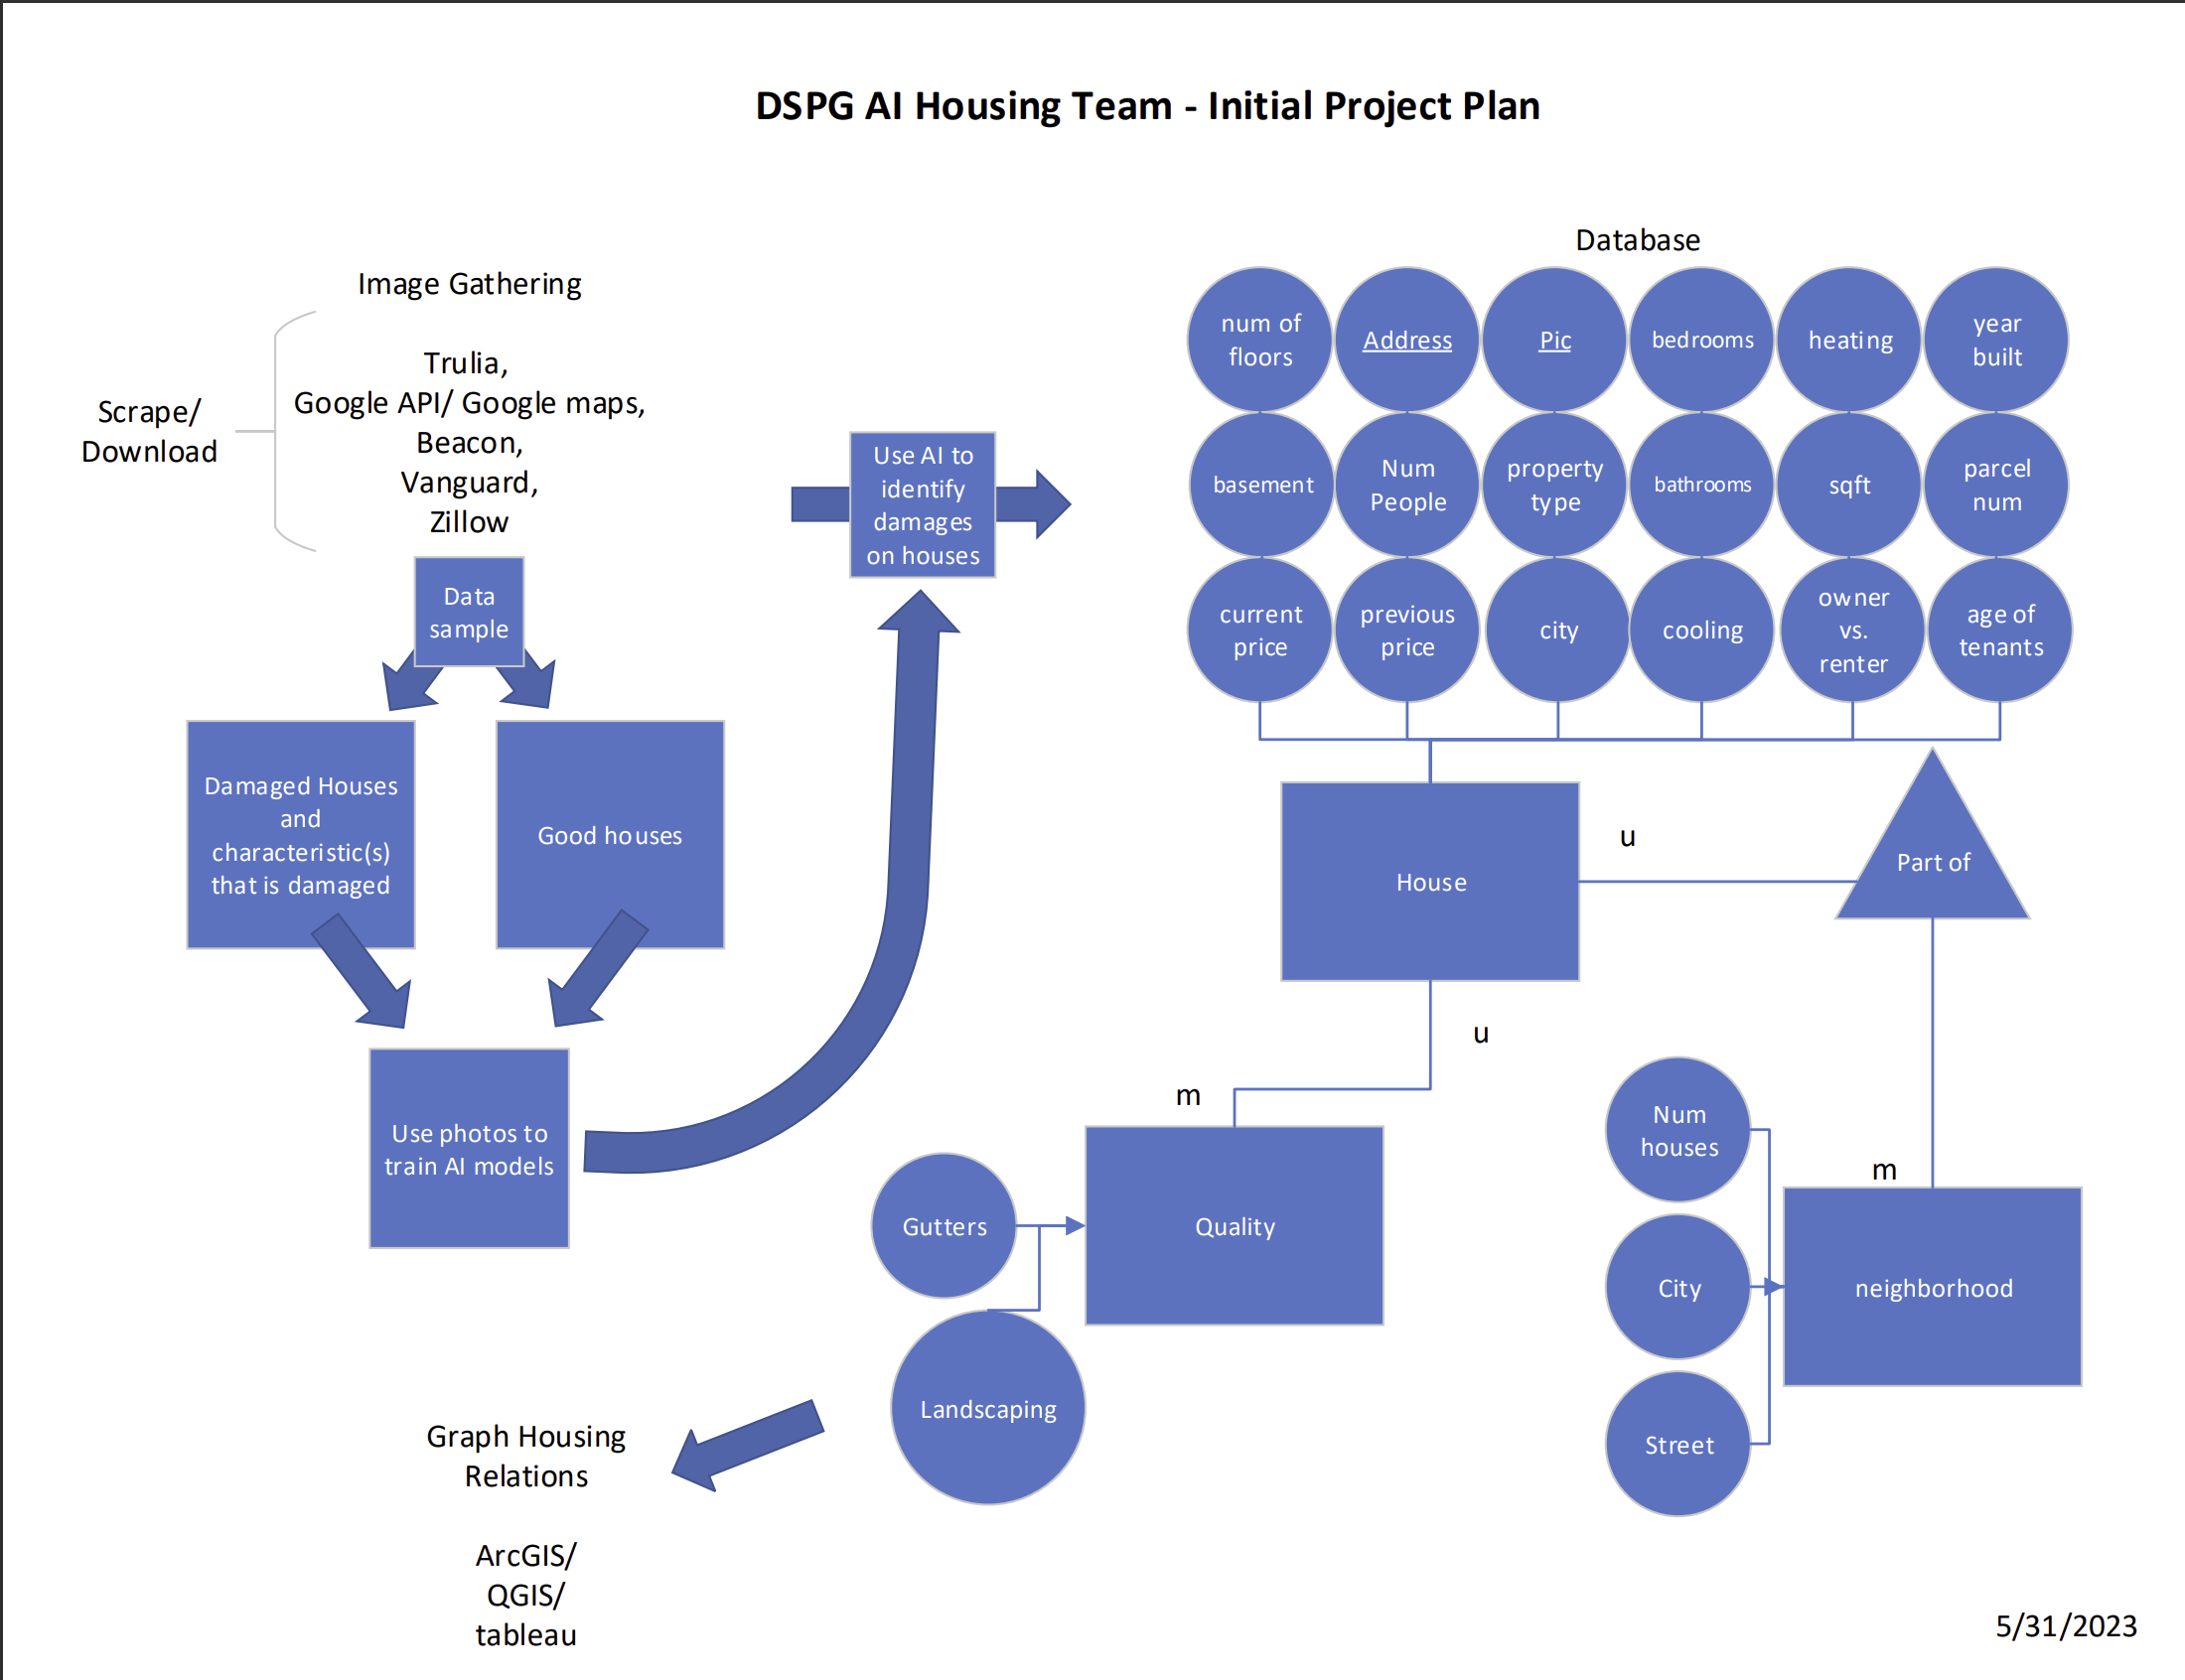 DSPG AI Housing Team - Initial Project Plan
Image Gathering
Trulia,
Google API/ Google maps,
Beacon,
Vanguard,
Zillow
Scrape/
Download
Data
sample
Damaged Houses
and
characteristic(s)
that is damaged
Good houses
Use photos to
train AI models
Use AI to
identify
damages
on houses
Database
num of
floors
Address
Pic
bedrooms
heating
year
built
basement
Num
People
property
type
bathrooms
sqft
parcel
num
current
price
previous
price
city
cooling
owner
vs.
renter
age of
tenants
House
u
Part of
u
m
Quality
Gutters
Landscaping
m
neighborhood
Num
houses
City
Street
Graph Housing
Relations
ArcGIS/
QGIS/
tableau
5/31/2023